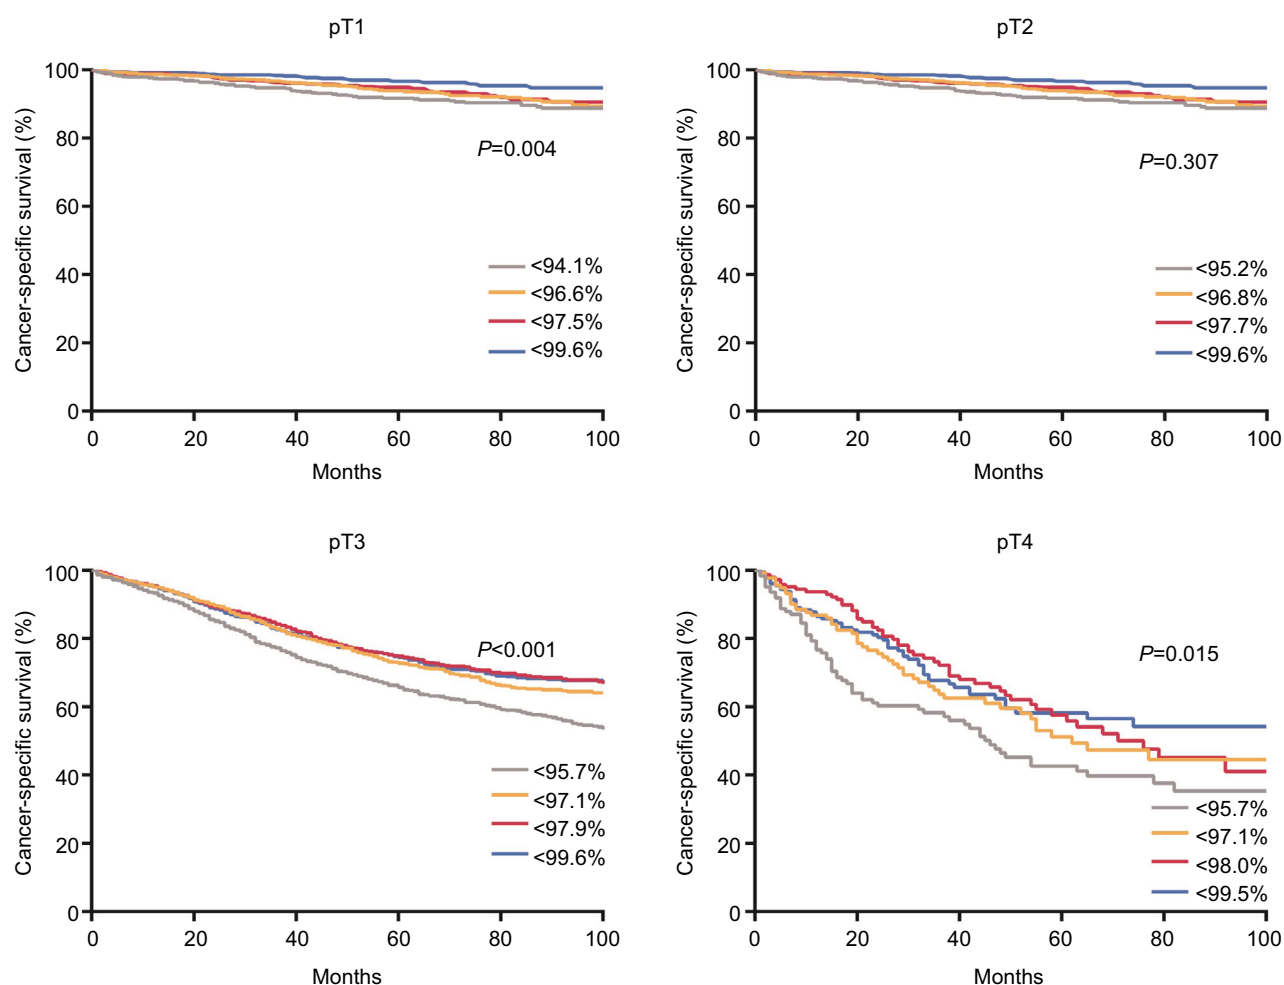 pT1
Cancer-specific survival (%)
100
80
60
40
20
0
P=0.004
<94.1%
<96.6%
<97.5%
<99.6%
0 20 40 60 80 100
Months
pT2
Cancer-specific survival (%)
100
80
60
40
20
0
P=0.307
<95.2%
<96.8%
<97.7%
<99.6%
0 20 40 60 80 100
Months
pT3
Cancer-specific survival (%)
100
80
60
40
20
0
P<0.001
<95.7%
<97.1%
<97.9%
<99.6%
0 20 40 60 80 100
Months
pT4
Cancer-specific survival (%)
100
80
60
40
20
0
P=0.015
<95.7%
<97.1%
<98.0%
<99.5%
0 20 40 60 80 100
Months